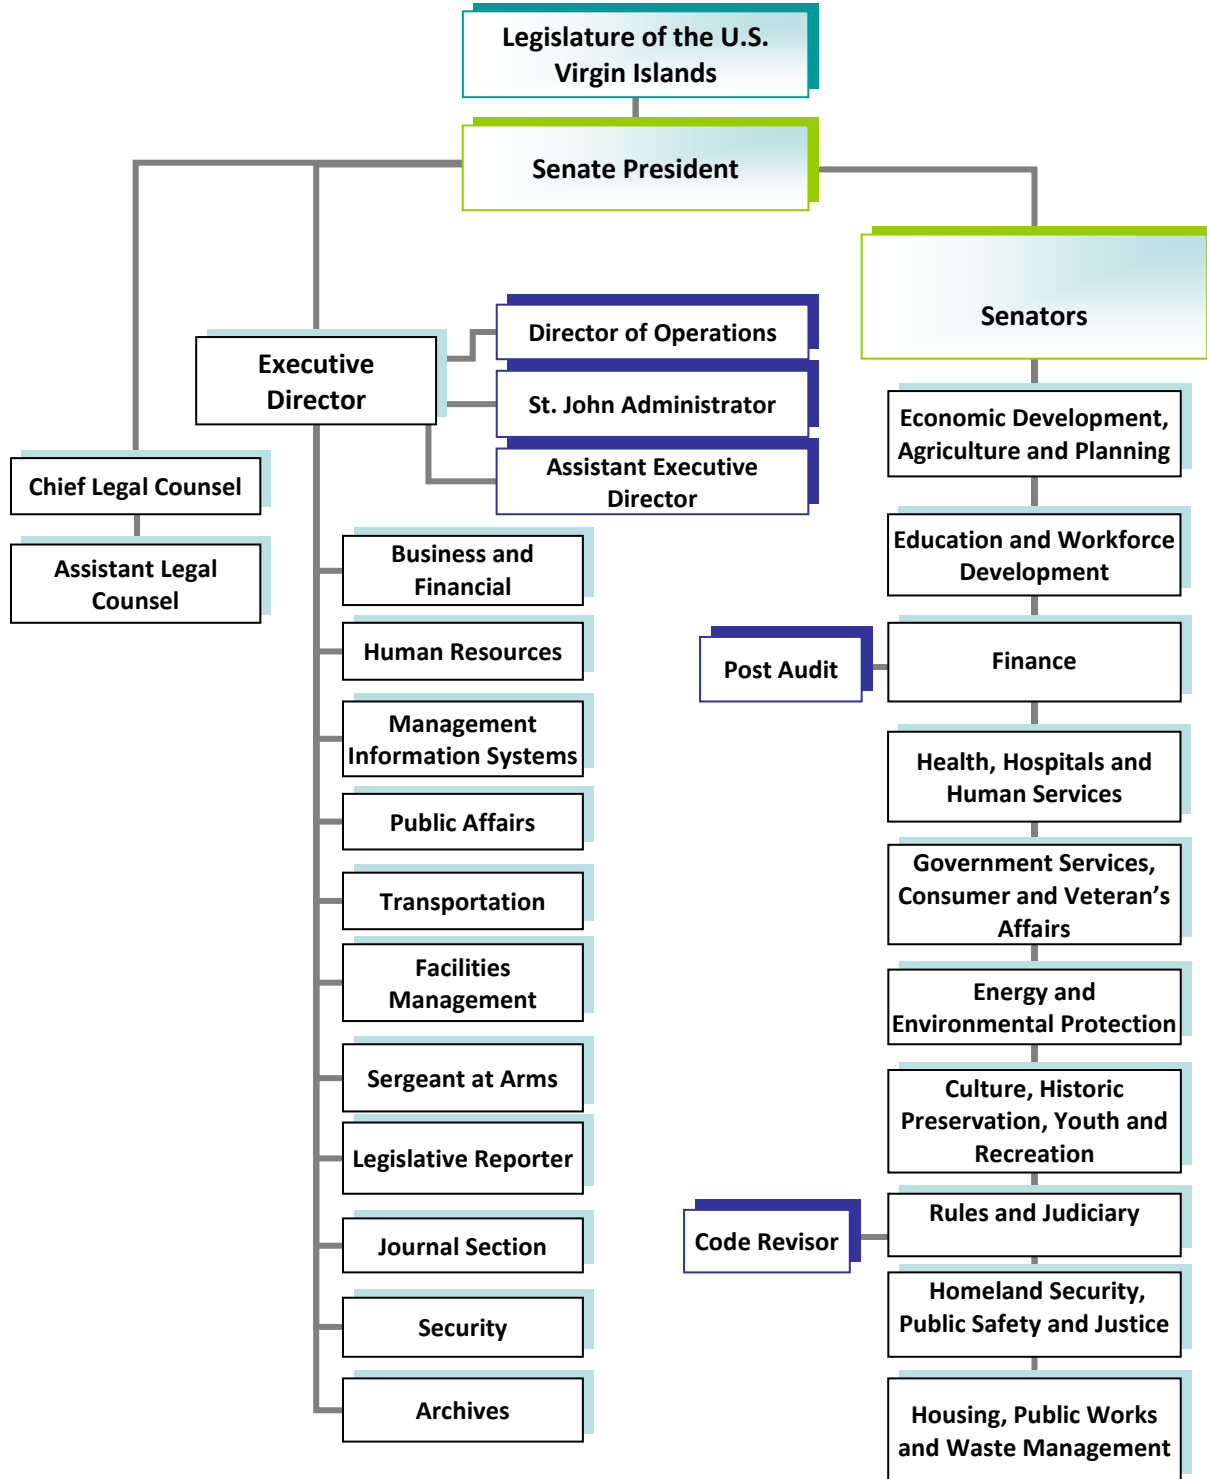 Legislature of the U.S.
Virgin Islands
Senate President
Senators
Executive
Director
Director of Operations
St. John Administrator
Assistant Executive
Director
Chief Legal Counsel
Assistant Legal
Counsel
Business and
Financial
Human Resources
Management
Information Systems
Public Affairs
Transportation
Facilities
Management
Sergeant at Arms
Legislative Reporter
Journal Section
Security
Archives
Economic Development,
Agriculture and Planning
Education and Workforce
Development
Post Audit
Finance
Health, Hospitals and
Human Services
Government Services,
Consumer and Veteran’s
Affairs
Energy and
Environmental Protection
Culture, Historic
Preservation, Youth and
Recreation
Code Revisor
Rules and Judiciary
Homeland Security,
Public Safety and Justice
Housing, Public Works
and Waste Management